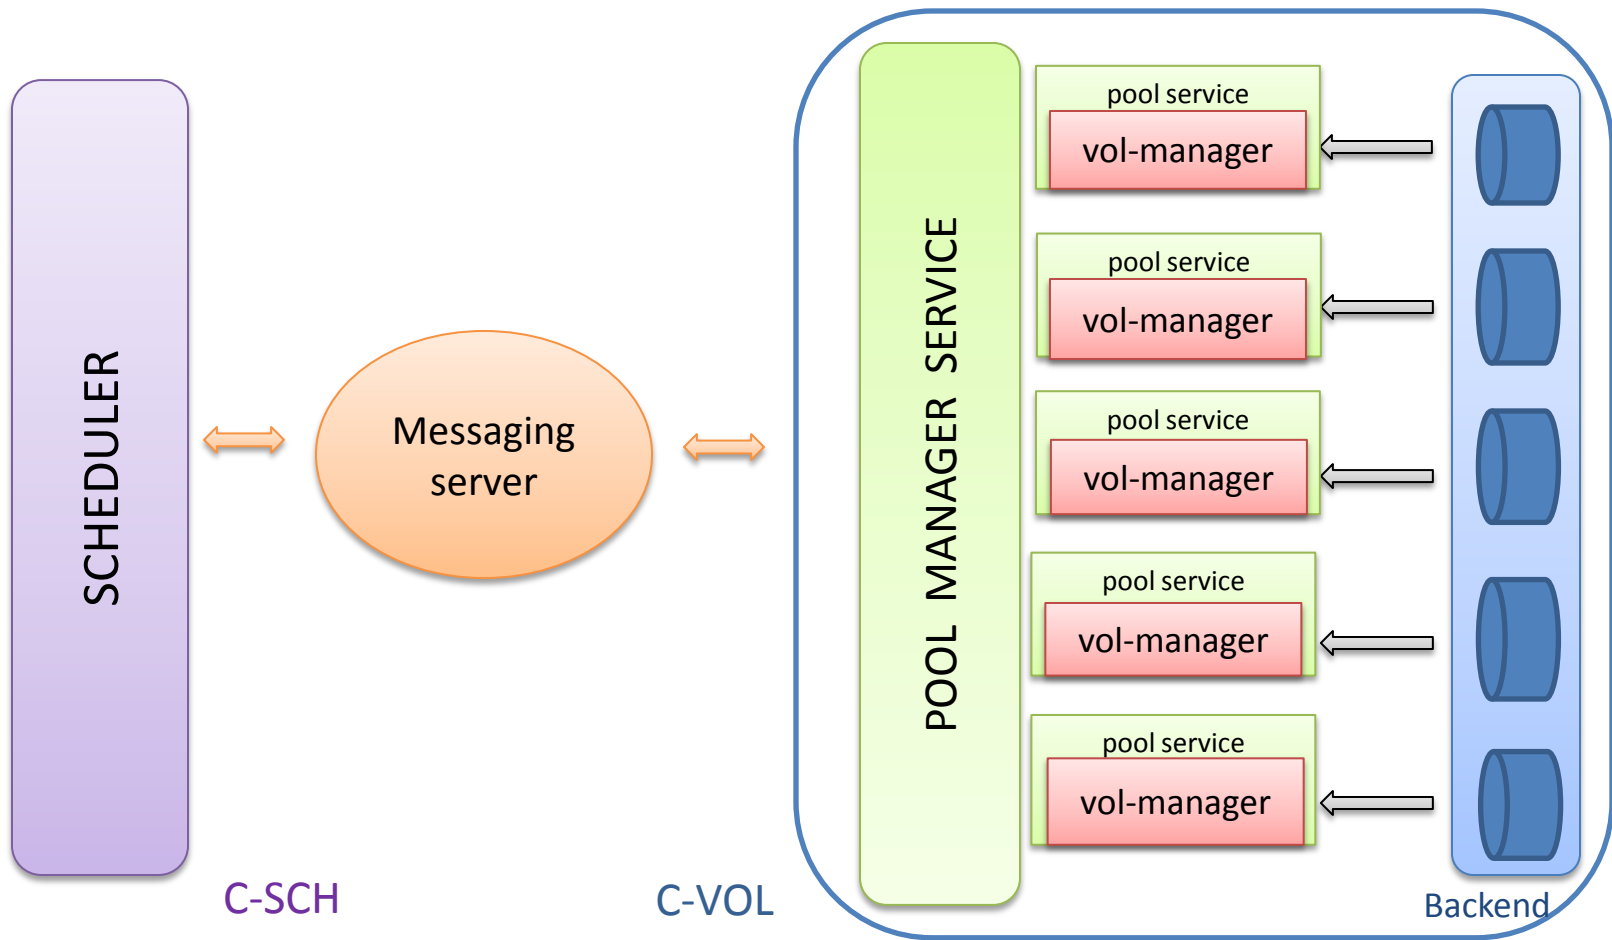 SCHEDULER
C-SCH
Messaging
server
C-VOL
POOL MANAGER SERVICE
pool service
vol-manager
pool service
vol-manager
pool service
vol-manager
pool service
vol-manager
pool service
vol-manager
Backend